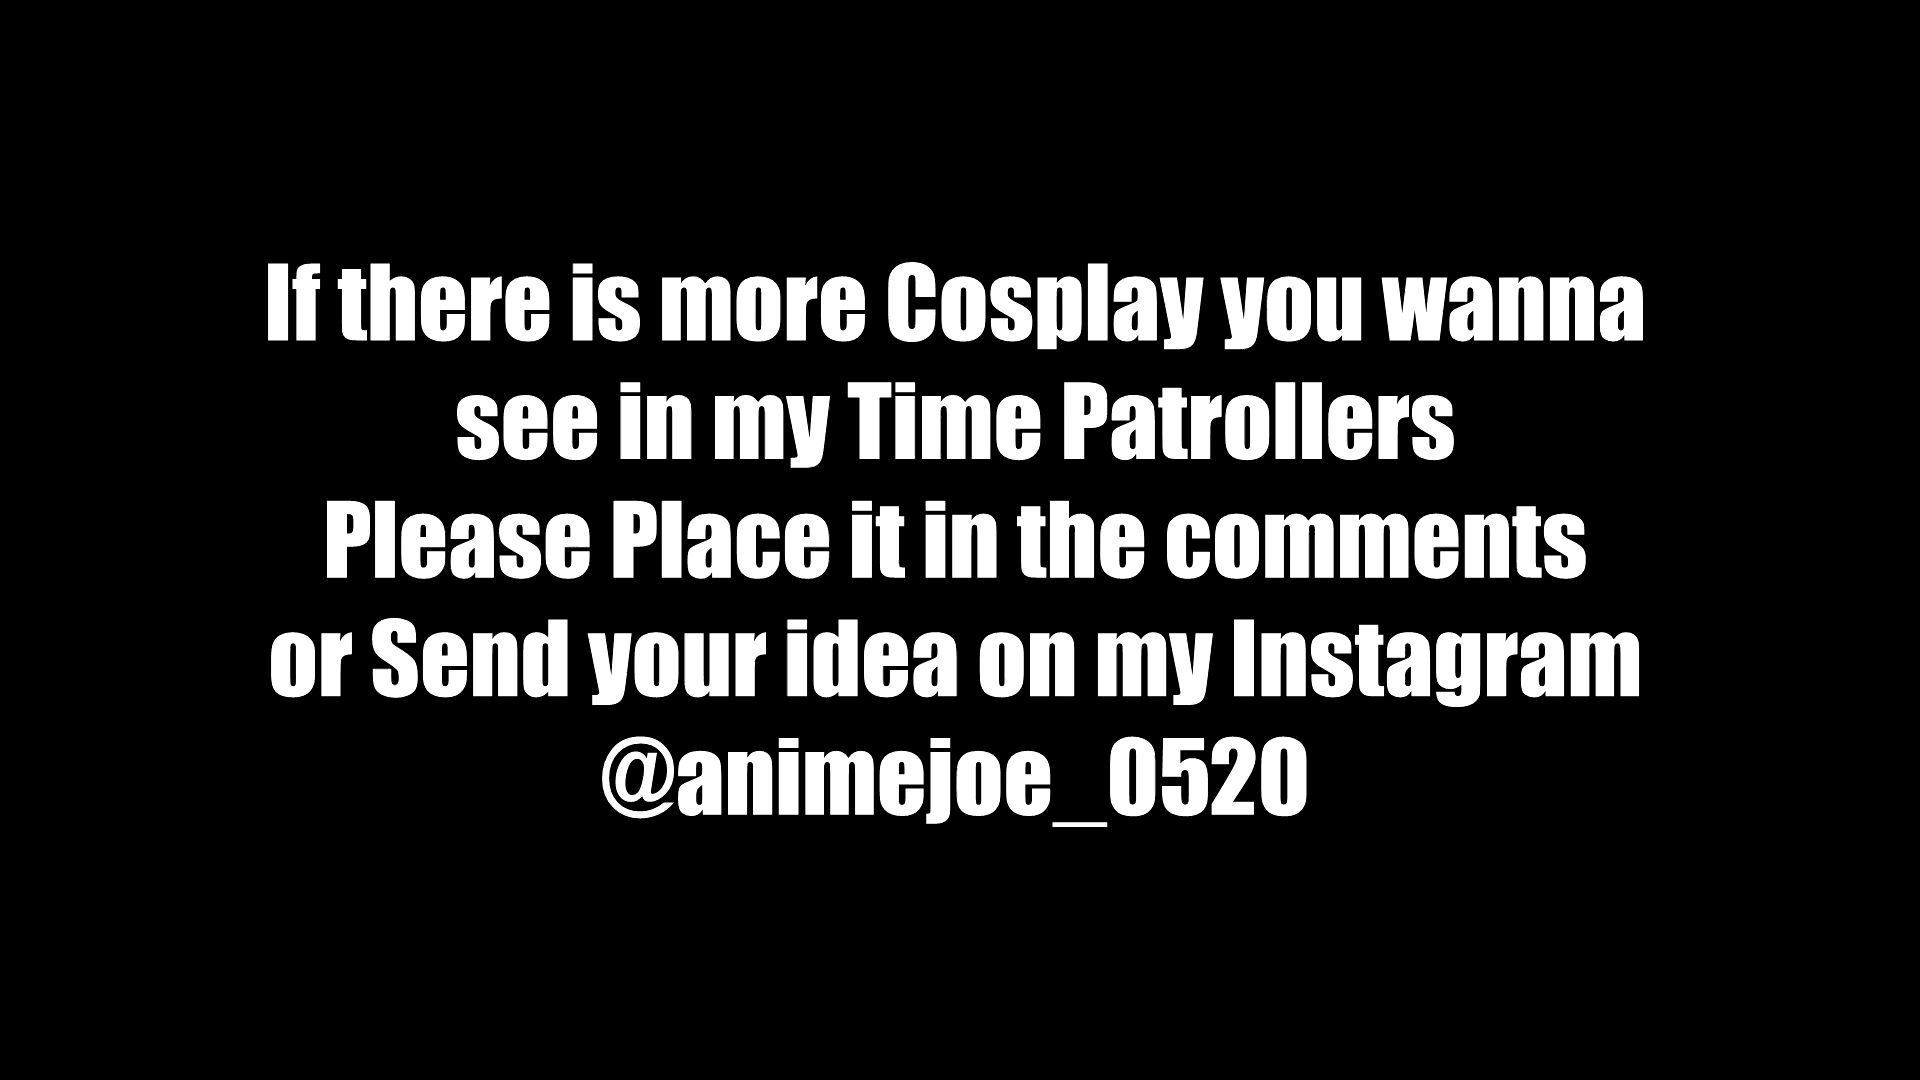 If there is more Cosplay you wanna
see in my Time Patrollers
Please Place it in the comments
or Send your idea on my Instagram
@animejoe_0520